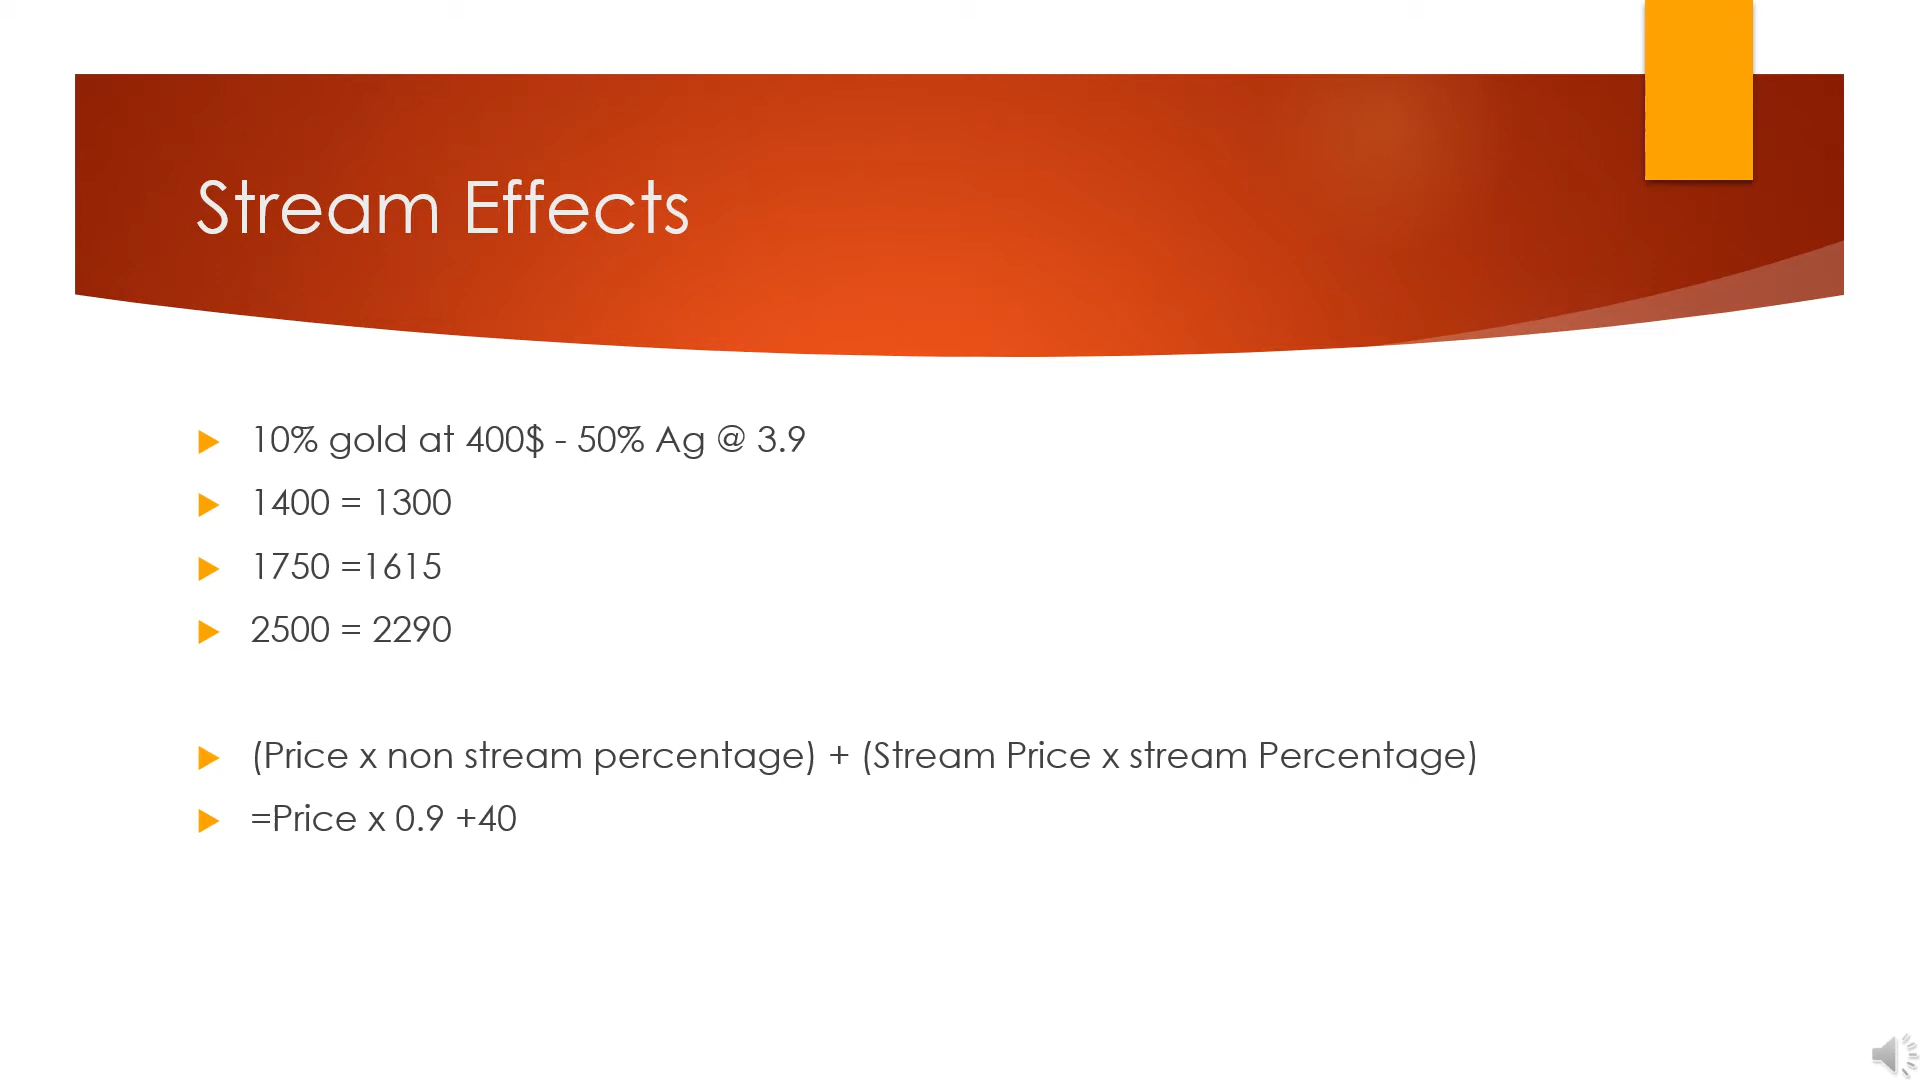 Stream Effects
10% gold at 400$ - 50% Ag @ 3.9
1400 = 1300
1750 =1615
2500 = 2290
(Price x non stream percentage) + (Stream Price x stream Percentage)
=Price x 0.9 +40